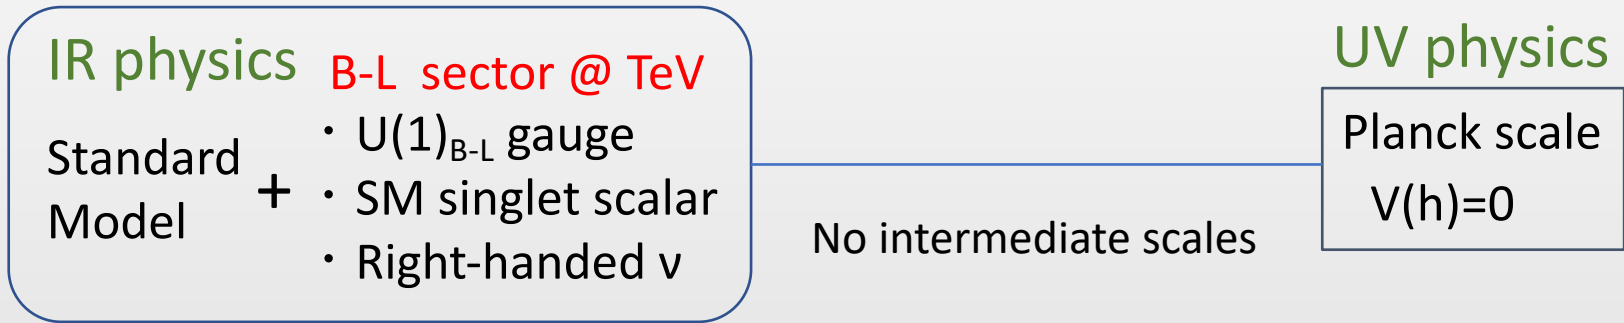 IR physics
B-L sector @ TeV
Standard
Model
+
・U(1)B-L gauge
・SM singlet scalar
・Right-handed ν
No intermediate scales
UV physics
Planck scale
V(h)=0